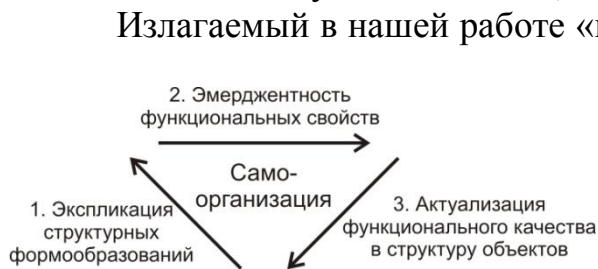 Излагаемый в нашей работе
2. Эмерджентность
функциональных свойств
Само-
организация
1. Экспликация
структурных
формообразований
3. Актуализация
функционального качества
в структуру объектов